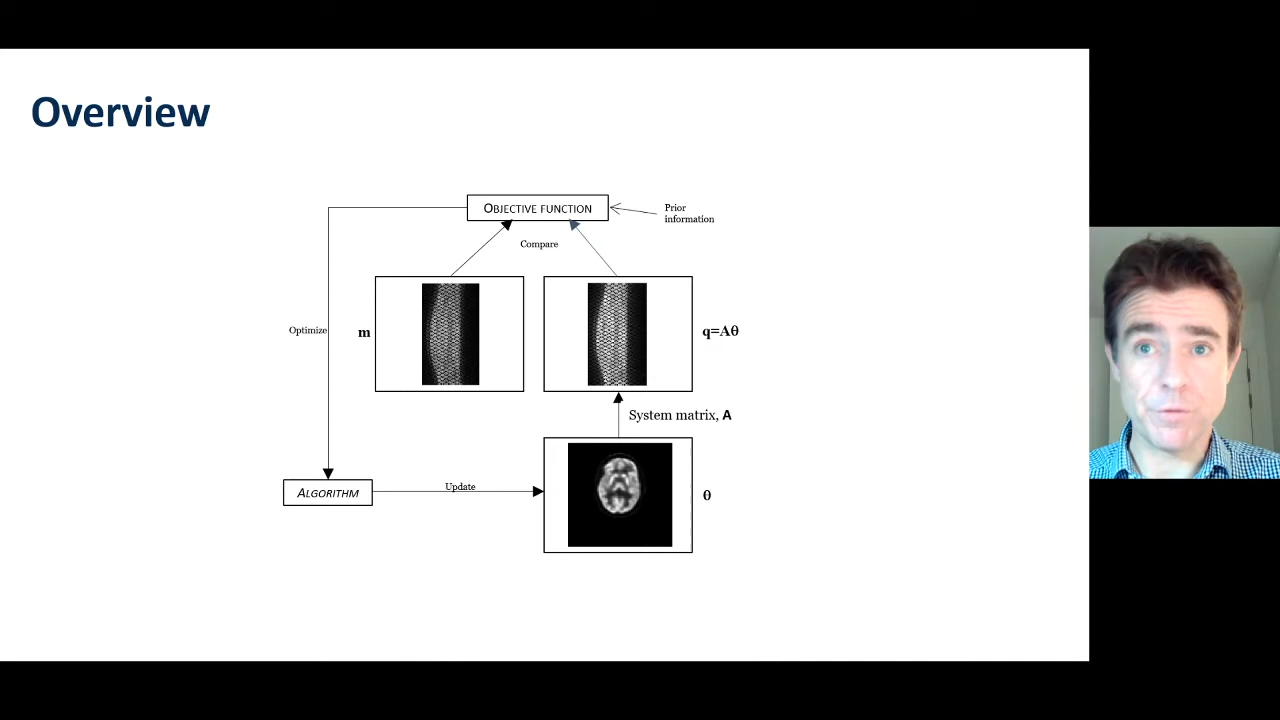 Overview
OBJECTIVE FUNCTION
Prior
information
Compare
Optimize
m
q=Aθ
System matrix, A
ALGORITHM
Update
θ